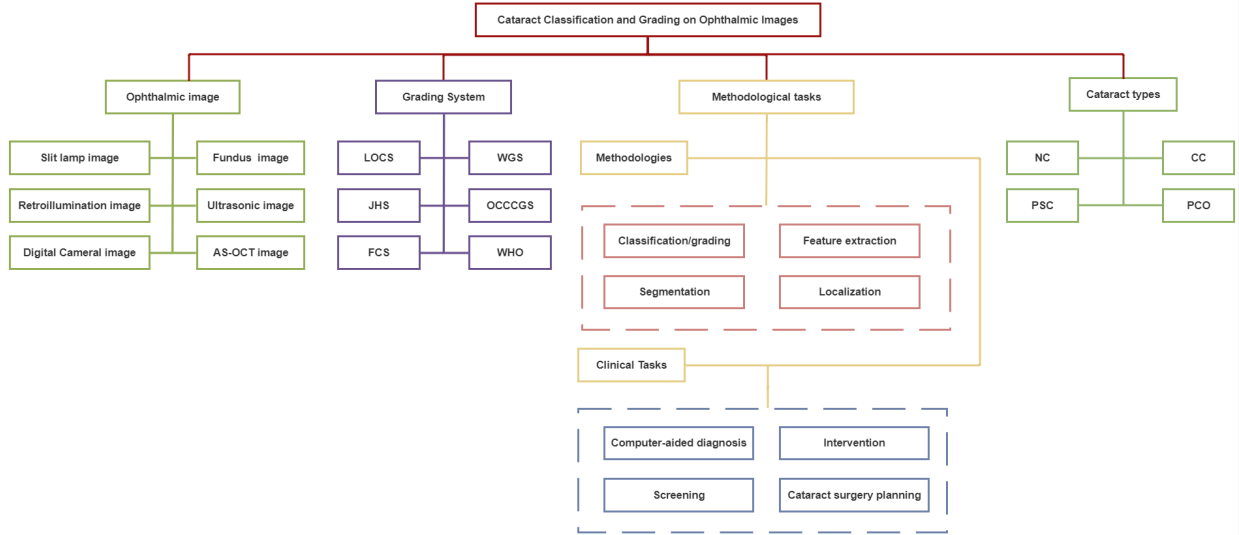 Cataract Classification and Grading on Ophthalmic Images
Ophthalmic image
Grading System
Methodological tasks
Cataract types
Slit lamp image
Fundus image
LOCS
WGS
Methodologies
NC
CC
Retroillumination image
Ultrasonic image
JHS
OCCCGS
PSC
PCO
Digital Cameral image
AS-OCT image
FCS
WHO
Classification/grading
Feature extraction
Segmentation
Localization
Clinical Tasks
Computer-aided diagnosis
Intervention
Screening
Cataract surgery planning